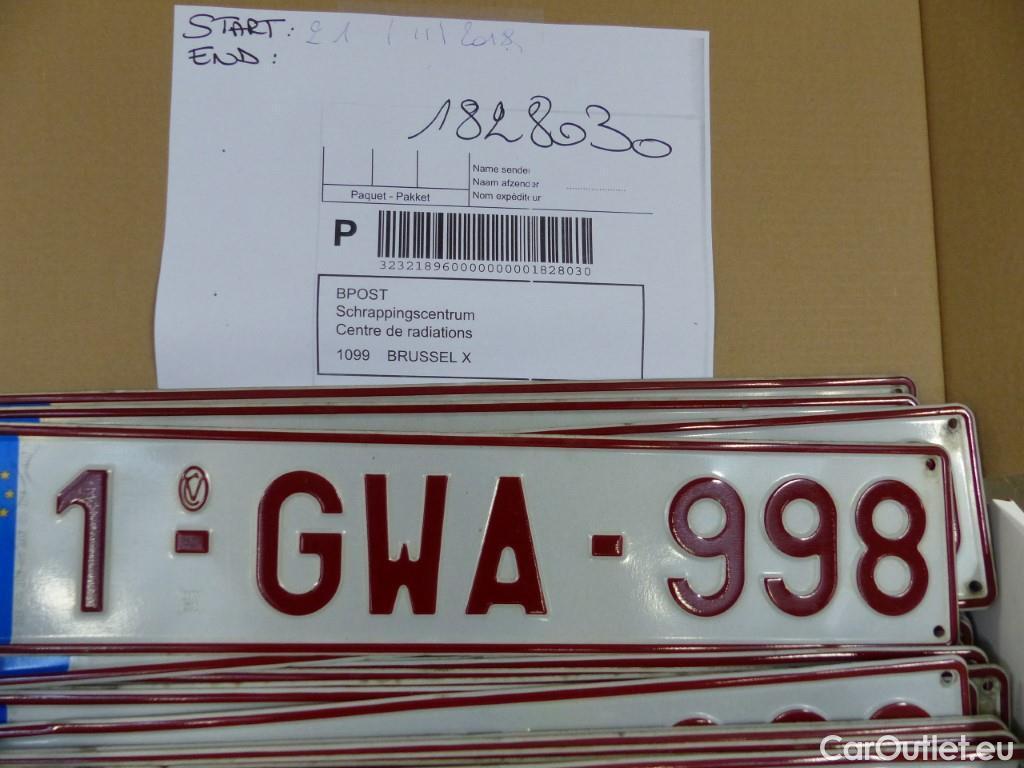 START: 21 / 11 / 2018
END:
1828030
Name sender
Naam afzender
Nom expéditeur
Paquet - Pakket
P
323218960000000001828030
BPOST
Schrappingscentrum
Centre de radiations
1099 BRUSSEL X
1-GWA-998
CarOutlet.eu